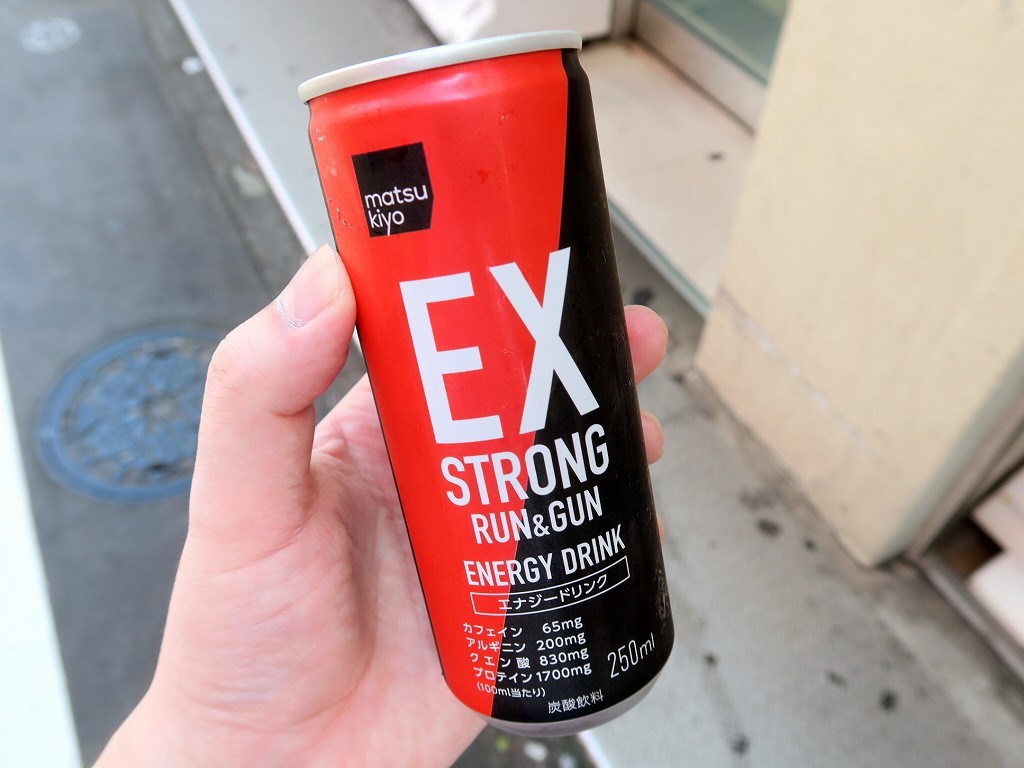 matsu
kiyo
EX
STRONG
RUN&GUN
ENERGY DRINK
エナジードリンク
カフェイン 65mg
アルギニン 200mg
クエン酸 830mg
プロテイン 1700mg
(100ml当たり)
250ml
炭酸飲料